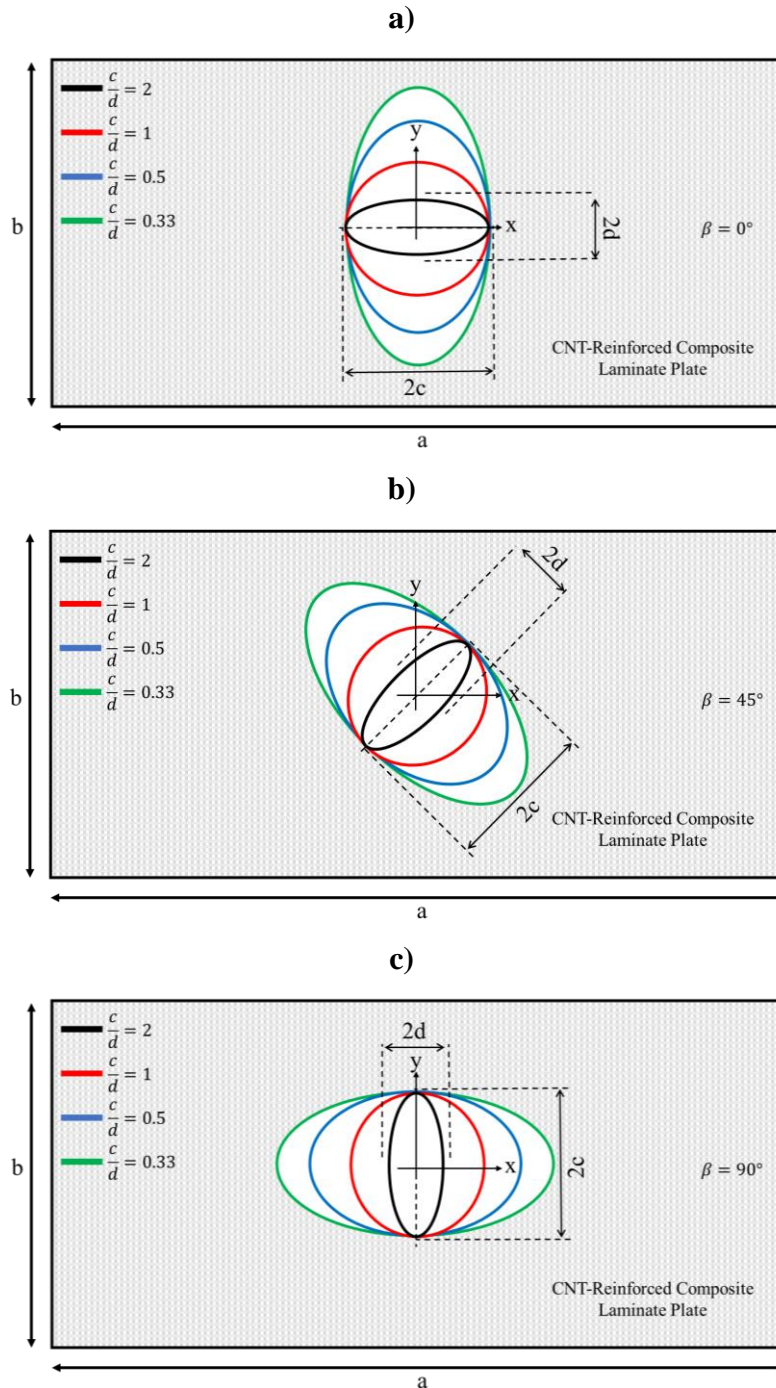 a)
c/d = 2
c/d = 1
c/d = 0.5
c/d = 0.33
y
x
2d
b
β = 0°
CNT-Reinforced Composite
Laminate Plate
2c
a
b)
c/d = 2
c/d = 1
c/d = 0.5
c/d = 0.33
2d
y
x
b
β = 45°
2c
CNT-Reinforced Composite
Laminate Plate
a
c)
c/d = 2
c/d = 1
c/d = 0.5
c/d = 0.33
2d
y
x
2c
b
β = 90°
CNT-Reinforced Composite
Laminate Plate
a